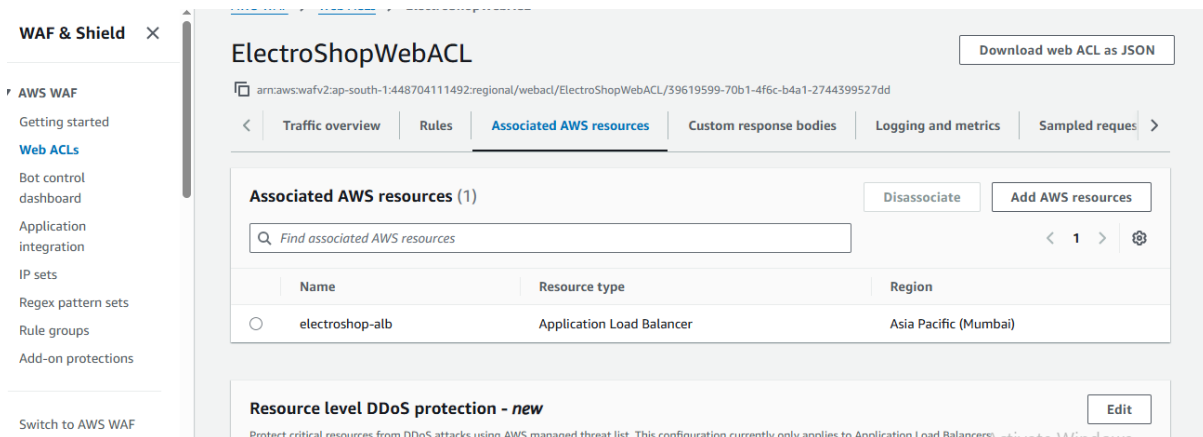 WAF & Shield
AWS WAF
Getting started
Web ACLs
Bot control
dashboard
Application
integration
IP sets
Regex pattern sets
Rule groups
Add-on protections
Switch to AWS WAF
ElectroShopWebACL
Download web ACL as JSON
arn:aws:wafv2:ap-south-1:448704111492:regional/webacl/ElectroShopWebACL/39619599-70b1-4f6c-b4a1-2744399527dd
Traffic overview Rules Associated AWS resources Custom response bodies Logging and metrics Sampled reques
Associated AWS resources (1)
Disassociate Add AWS resources
Find associated AWS resources
1
Name Resource type Region
electroshop-alb Application Load Balancer Asia Pacific (Mumbai)
Resource level DDoS protection - new
Edit
Protect critical resources from DDoS attacks using AWS managed threat list. This configuration currently only applies to Application Load Balancers